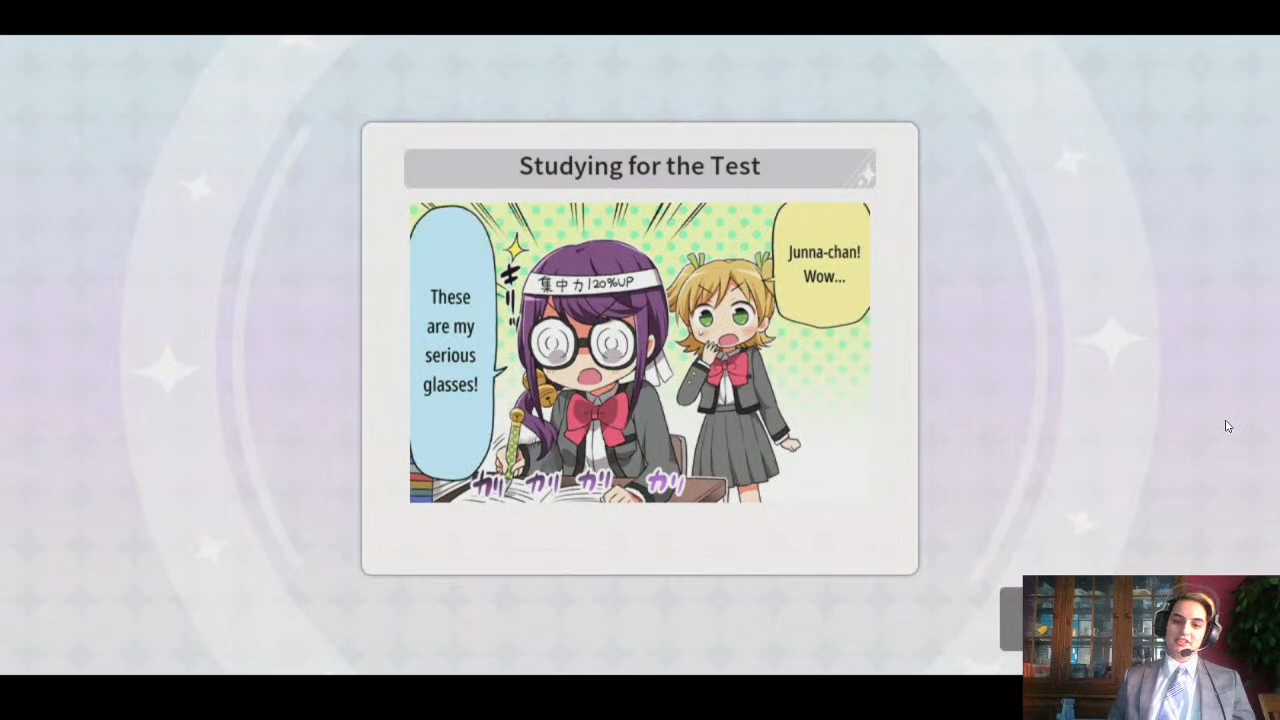 Studying for the Test
These
are my
serious
glasses!
キリッ
集中力120%UP
Junna-chan!
Wow...
カリ カリ カリ カリ